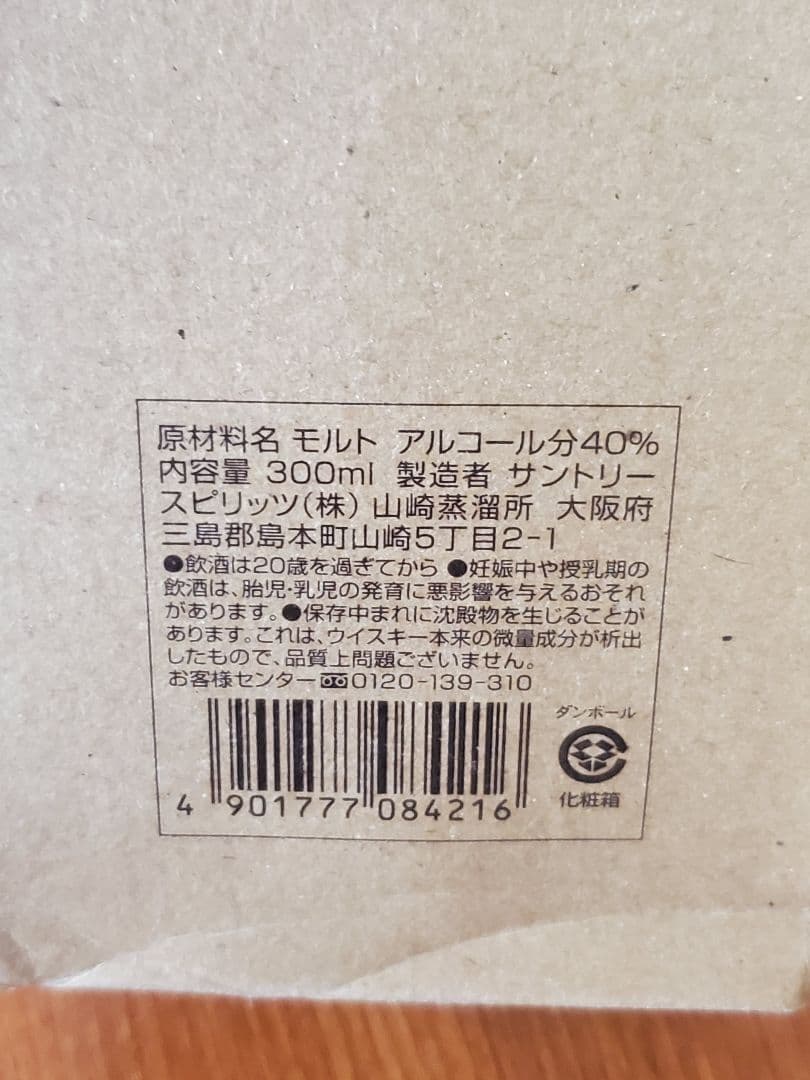 原材料名 モルト アルコール分40%
内容量 300ml 製造者 サントリー
スピリッツ(株) 山崎蒸溜所 大阪府
三島郡島本町山崎5丁目2-1
●飲酒は20歳を過ぎてから ●妊娠中や授乳期の
飲酒は、胎児・乳児の発育に悪影響を与えるおそれ
があります。●保存中まれに沈殿物を生じることが
あります。これは、ウイスキー本来の微量成分が析出
したもので、品質上問題ございません。
お客様センター 0120-139-310
ダンボール
化粧箱
4 901777 084216